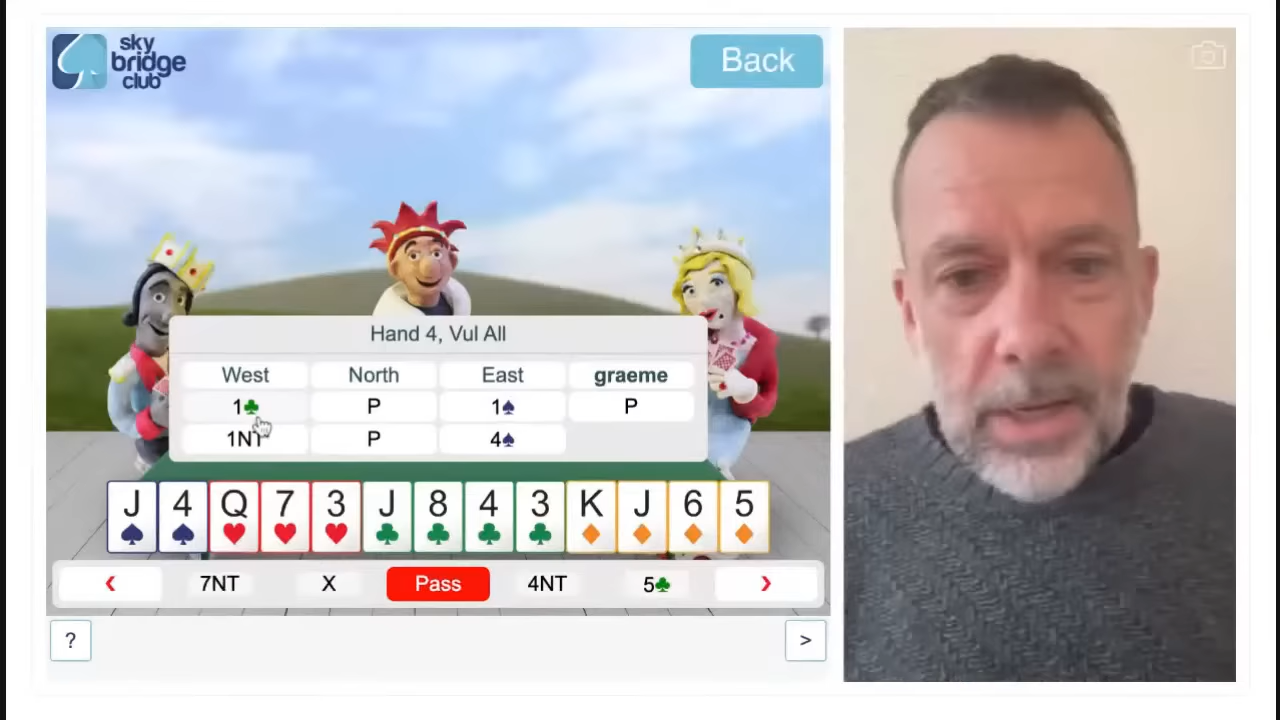 sky
bridge
club
Back
Hand 4, Vul All
West North East graeme
1♣ P 1♠ P
1NT P 4♠
J♠ 4♠ Q♥ 7♥ 3♥ J♣ 8♣ 4♣ 3♣ K♦ J♦ 6♦ 5♦
‹ 7NT X Pass 4NT 5♣ ›
? >